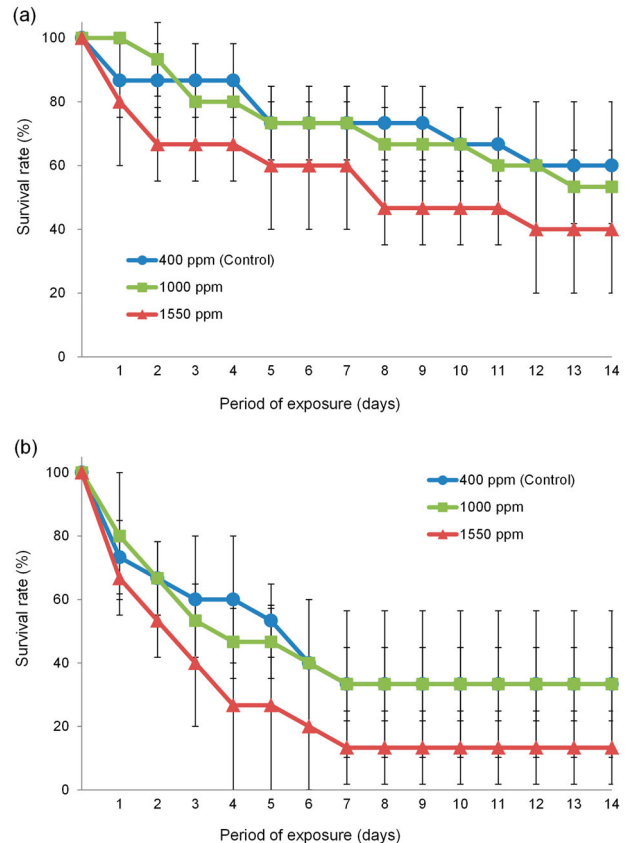 (a)
100
80
60
40
20
0
Survival rate (%)
400 ppm (Control)
1000 ppm
1550 ppm
1 2 3 4 5 6 7 8 9 10 11 12 13 14
Period of exposure (days)
(b)
100
80
60
40
20
0
Survival rate (%)
400 ppm (Control)
1000 ppm
1550 ppm
1 2 3 4 5 6 7 8 9 10 11 12 13 14
Period of exposure (days)